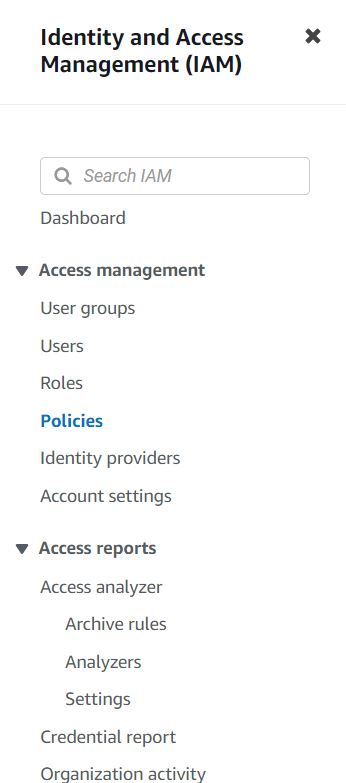 Identity and Access
Management (IAM)
Search IAM
Dashboard
Access management
User groups
Users
Roles
Policies
Identity providers
Account settings
Access reports
Access analyzer
Archive rules
Analyzers
Settings
Credential report
Organization activity